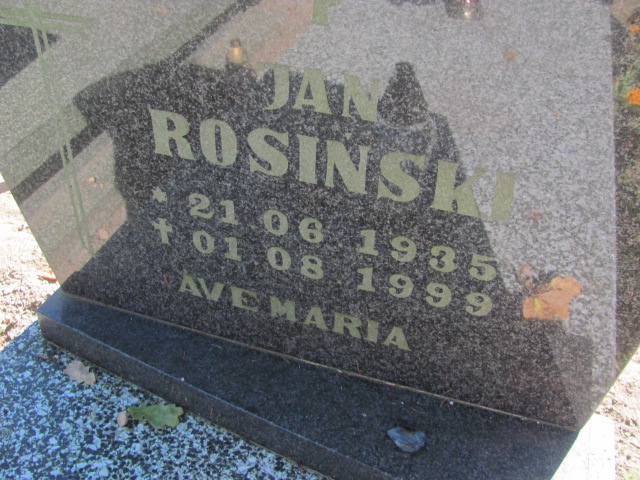 JAN
ROSINSKI
* 21 06 1935
✝ 01 08 1999
AVE MARIA